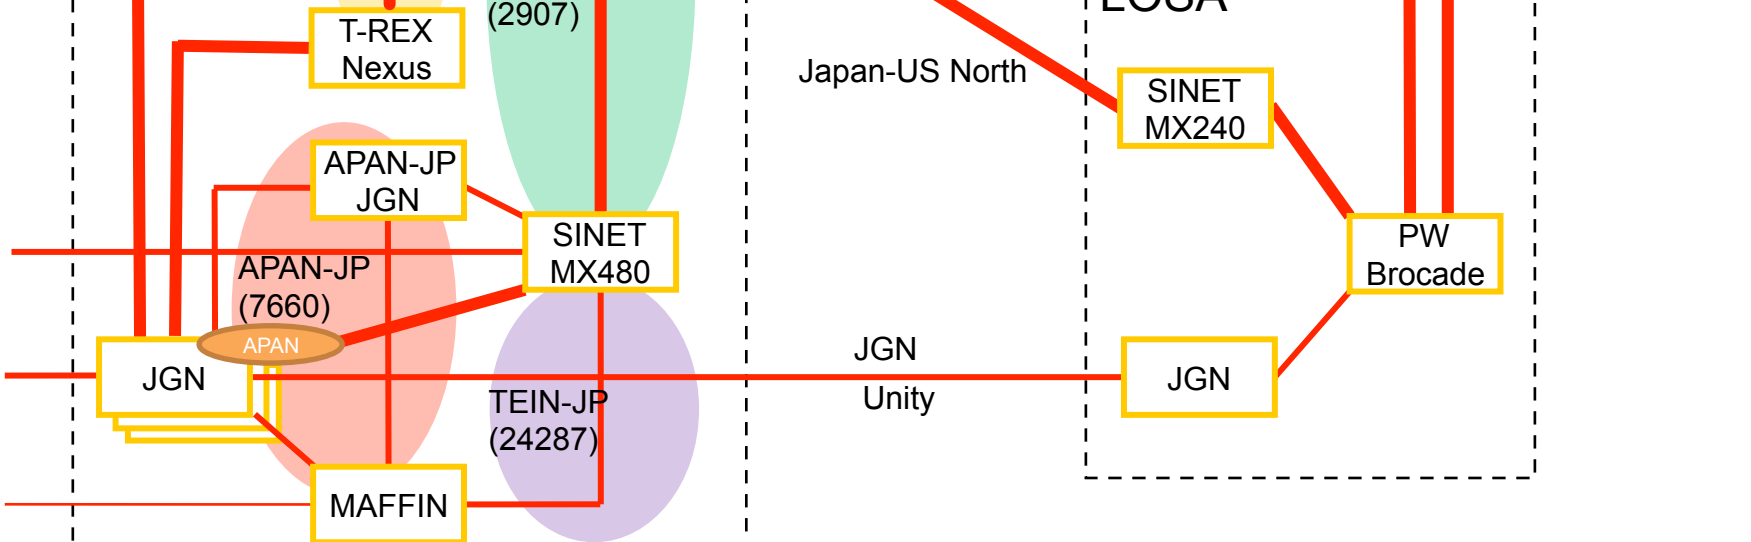 (2907)
LOSA
T-REX
Nexus
Japan-US North
SINET
MX240
APAN-JP
JGN
SINET
MX480
PW
Brocade
APAN-JP
(7660)
APAN
JGN
JGN
Unity
JGN
TEIN-JP
(24287)
MAFFIN